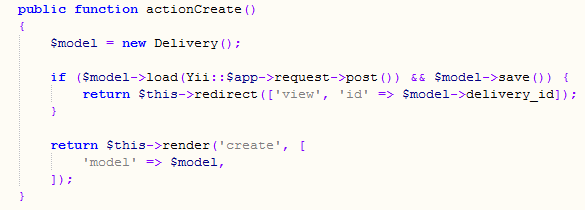 public function actionCreate()
{
    $model = new Delivery();

    if ($model->load(Yii::$app->request->post()) && $model->save()) {
        return $this->redirect(['view', 'id' => $model->delivery_id]);
    }

    return $this->render('create', [
        'model' => $model,
    ]);
}